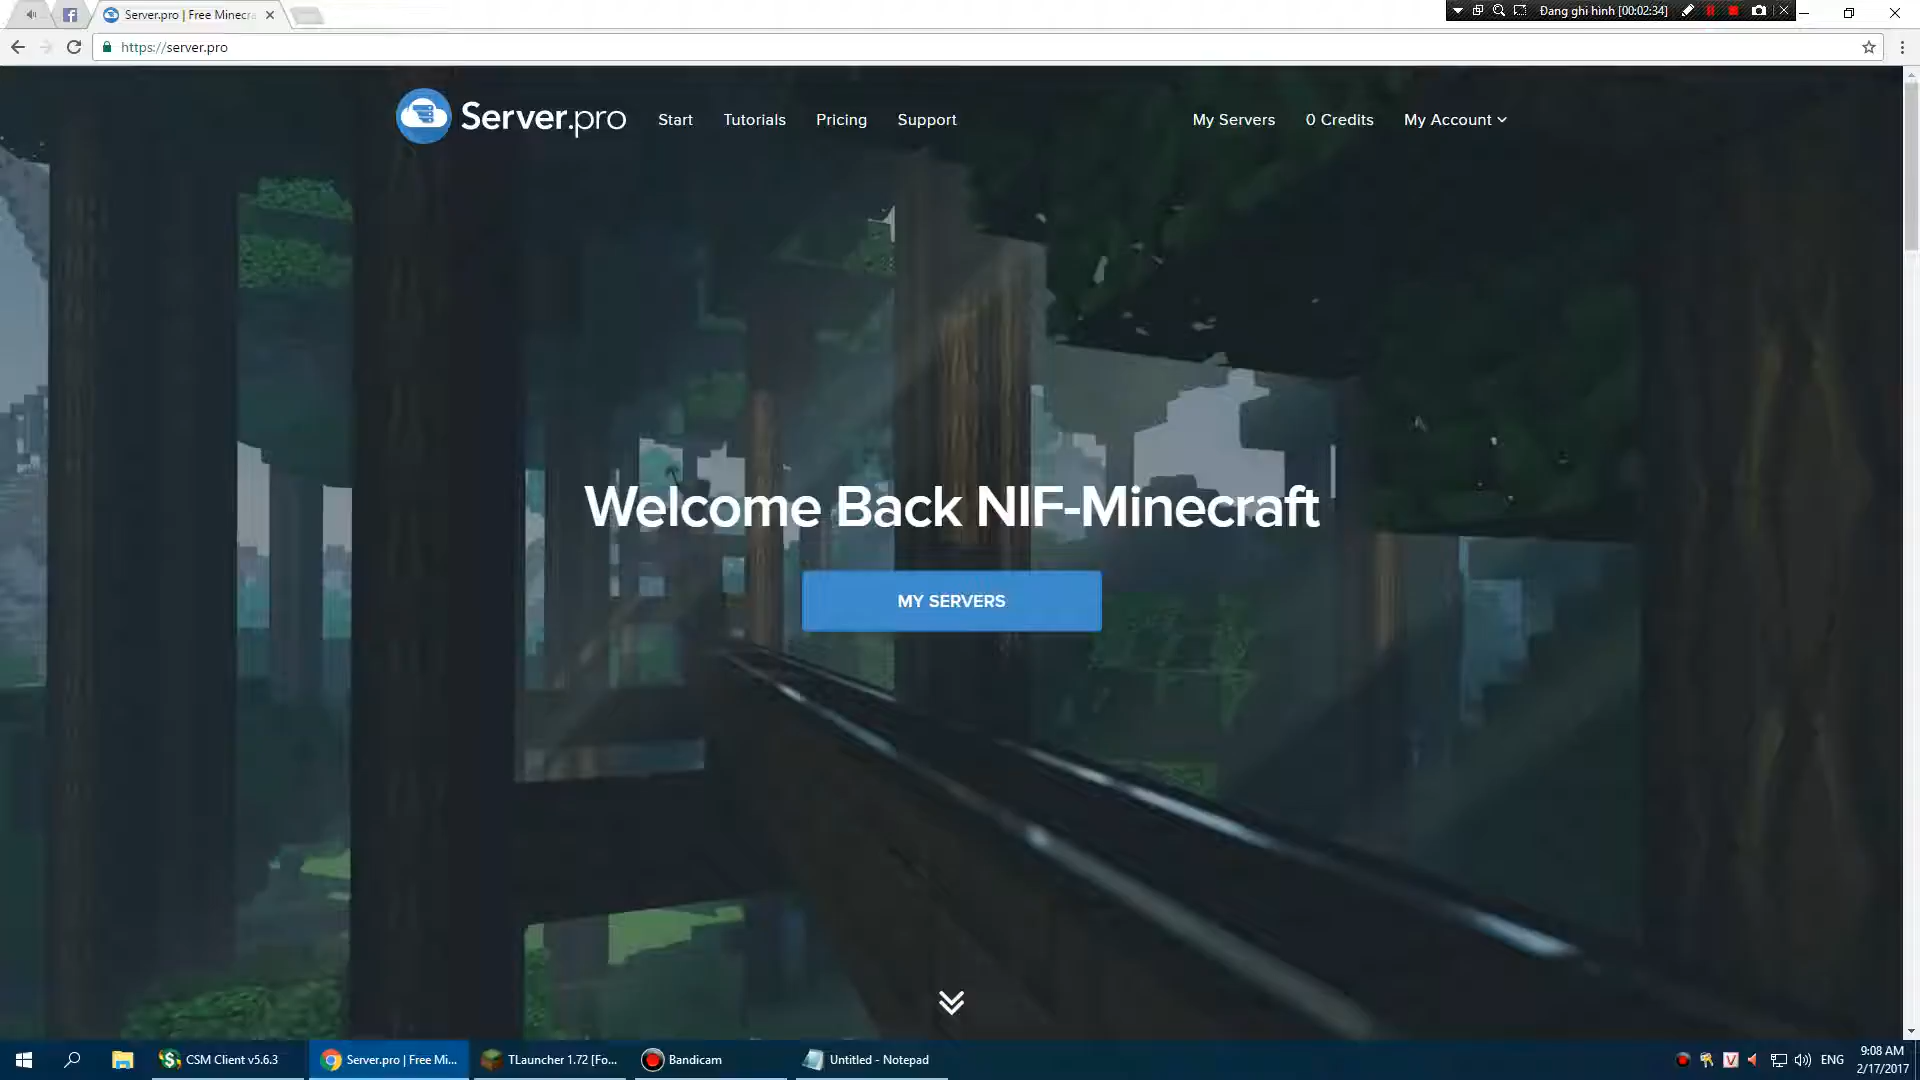 Server.pro | Free Minecra
Đang ghi hình [00:02:34]
https://server.pro
Server.pro
Start
Tutorials
Pricing
Support
My Servers
0 Credits
My Account
Welcome Back NIF-Minecraft
MY SERVERS
CSM Client v5.6.3
Server.pro | Free Mi...
TLauncher 1.72 [Fo...
Bandicam
Untitled - Notepad
ENG
9:08 AM
2/17/2017